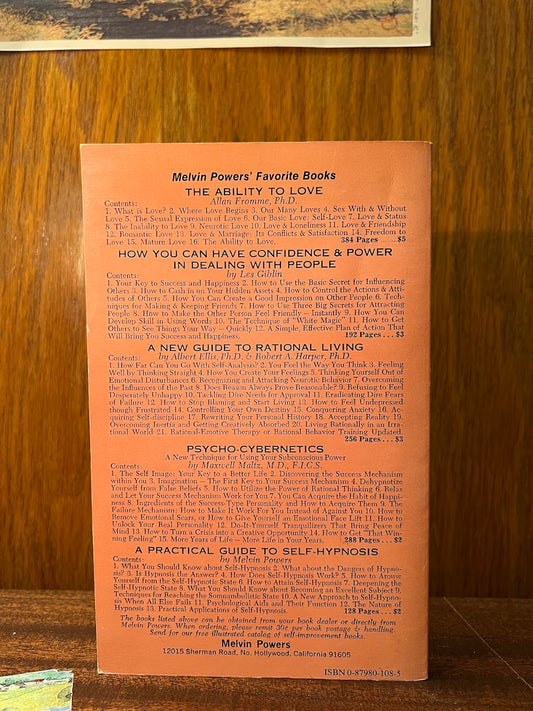 Melvin Powers' Favorite Books
THE ABILITY TO LOVE
Allan Fromme, Ph.D.
Contents:
1. What is Love? 2. Where Love Begins 3. Our Many Loves 4. Sex With & Without
Love 5. The Sexual Expression of Love 6. Our Basic Love: Self-Love 7. Love & Status
8. The Inability to Love 9. Neurotic Love 10. Love & Loneliness 11. Love & Friendship
12. Romantic Love 13. Love & Marriage: Its Conflicts & Satisfaction 14. Freedom to
Love 15. Mature Love 16. The Ability to Love. 384 Pages ......$5
HOW YOU CAN HAVE CONFIDENCE & POWER
IN DEALING WITH PEOPLE
by Les Giblin
Contents:
1. Your Key to Success and Happiness 2. How to Use the Basic Secret for Influencing
Others 3. How to Cash in on Your Hidden Assets 4. How to Control the Actions & Atti-
tudes of Others 5. How You Can Create a Good Impression on Other People 6. Tech-
niques for Making & Keeping Friends 7. How to Use Three Big Secrets for Attracting
People 8. How to Make the Other Person Feel Friendly — Instantly 9. How You Can
Develop Skill in Using Words 10. The Technique of "White Magic" 11. How to Get
Others to See Things Your Way — Quickly 12. A Simple, Effective Plan of Action That
Will Bring You Success and Happiness. 192 Pages . . . $3
A NEW GUIDE TO RATIONAL LIVING
by Albert Ellis, Ph.D. & Robert A. Harper, Ph.D.
Contents:
1. How Far Can You Go With Self-Analysis? 2. You Feel the Way You Think 3. Feeling
Well by Thinking Straight 4. How You Create Your Feelings 5. Thinking Yourself Out of
Emotional Disturbances 6. Recognizing and Attacking Neurotic Behavior 7. Overcoming
the Influences of the Past 8. Does Reason Always Prove Reasonable? 9. Refusing to Feel
Desperately Unhappy 10. Tackling Dire Needs for Approval 11. Eradicating Dire Fears
of Failure 12. How to Stop Blaming and Start Living 13. How to Feel Undepressed
though Frustrated 14. Controlling Your Own Destiny 15. Conquering Anxiety 16. Ac-
quiring Self-discipline 17. Rewriting Your Personal History 18. Accepting Reality 19.
Overcoming Inertia and Getting Creatively Absorbed 20. Living Rationally in an Irra-
tional World 21. Rational-Emotive Therapy or Rational Behavior Training Updated.
256 Pages . . . $3
PSYCHO-CYBERNETICS
A New Technique for Using Your Subconscious Power
by Maxwell Maltz, M.D., F.I.C.S.
Contents:
1. The Self Image: Your Key to a Better Life 2. Discovering the Success Mechanism
within You 3. Imagination — The First Key to Your Success Mechanism 4. Dehypnotize
Yourself from False Beliefs 5. How to Utilize the Power of Rational Thinking 6. Relax
and Let Your Success Mechanism Work for You 7. You Can Acquire the Habit of Happi-
ness 8. Ingredients of the Success-Type Personality and How to Acquire Them 9. The
Failure Mechanism: How to Make It Work For You Instead of Against You 10. How to
Remove Emotional Scars, or How to Give Yourself an Emotional Face Lift 11. How to
Unlock Your Real Personality 12. Do-It-Yourself Tranquilizers That Bring Peace of
Mind 13. How to Turn a Crisis into a Creative Opportunity 14. How to Get "That Win-
ning Feeling" 15. More Years of Life — More Life in Your Years. 288 Pages . . . $2
A PRACTICAL GUIDE TO SELF-HYPNOSIS
by Melvin Powers
Contents:
1. What You Should Know about Self-Hypnosis 2. What about the Dangers of Hypno-
sis? 3. Is Hypnosis the Answer? 4. How Does Self-Hypnosis Work? 5. How to Arouse
Yourself from the Self-Hypnotic State 6. How to Attain Self-Hypnosis 7. Deepening the
Self-Hypnotic State 8. What You Should Know about Becoming an Excellent Subject 9.
Techniques for Reaching the Somnambulistic State 10. A New Approach to Self-Hypno-
sis When All Else Fails 11. Psychological Aids and Their Function 12. The Nature of
Hypnosis 13. Practical Applications of Self-Hypnosis. 128 Pages . . . $2
The books listed above can be obtained from your book dealer or directly from
Melvin Powers. When ordering, please remit 30¢ per book postage & handling.
Send for our free illustrated catalog of self-improvement books.
Melvin Powers
12015 Sherman Road, No. Hollywood, California 91605
ISBN 0-87980-108-5